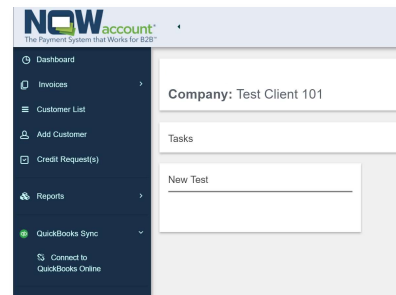 NOWaccount®
The Payment System that Works for B2B™
Dashboard
Invoices
Customer List
Add Customer
Credit Request(s)
Reports
QuickBooks Sync
Connect to
QuickBooks Online
Company: Test Client 101
Tasks
New Test